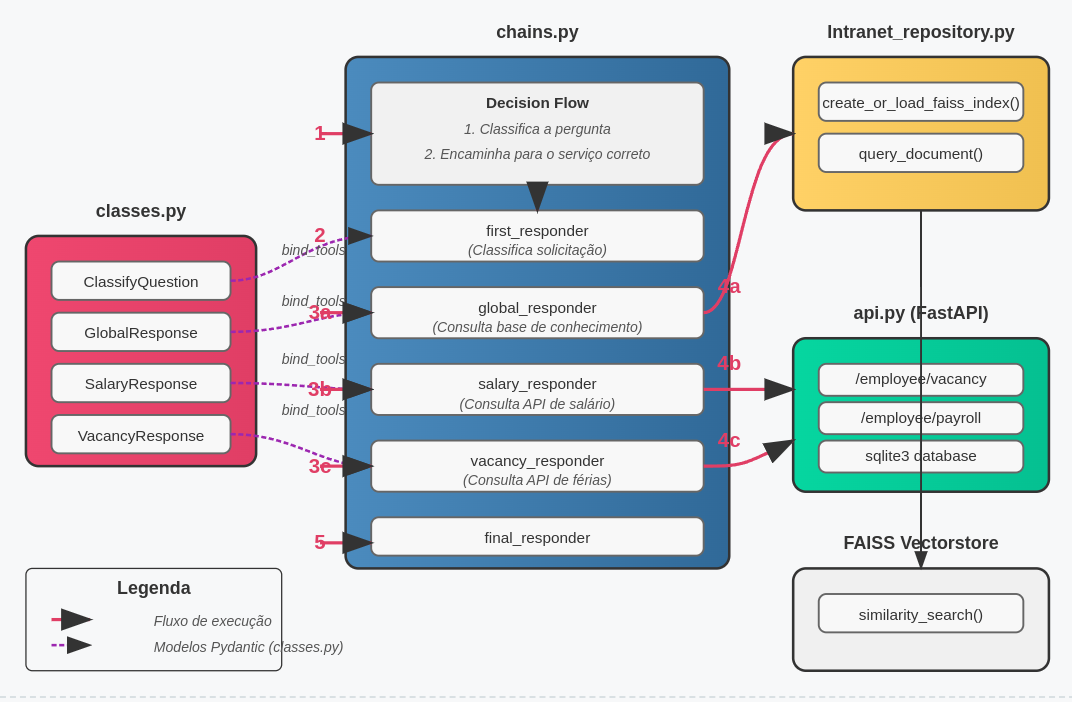 chains.py
Intranet_repository.py
Decision Flow
1. Classifica a pergunta
2. Encaminha para o serviço correto
create_or_load_faiss_index()
query_document()
1
classes.py
ClassifyQuestion
GlobalResponse
SalaryResponse
VacancyResponse
2
bind_tools
bind_tools
3a
bind_tools
3b
bind_tools
3c
5
first_responder
(Classifica solicitação)
global_responder
(Consulta base de conhecimento)
salary_responder
(Consulta API de salário)
vacancy_responder
(Consulta API de férias)
final_responder
4a
4b
4c
api.py (FastAPI)
/employee/vacancy
/employee/payroll
sqlite3 database
FAISS Vectorstore
similarity_search()
Legenda
Fluxo de execução
Modelos Pydantic (classes.py)